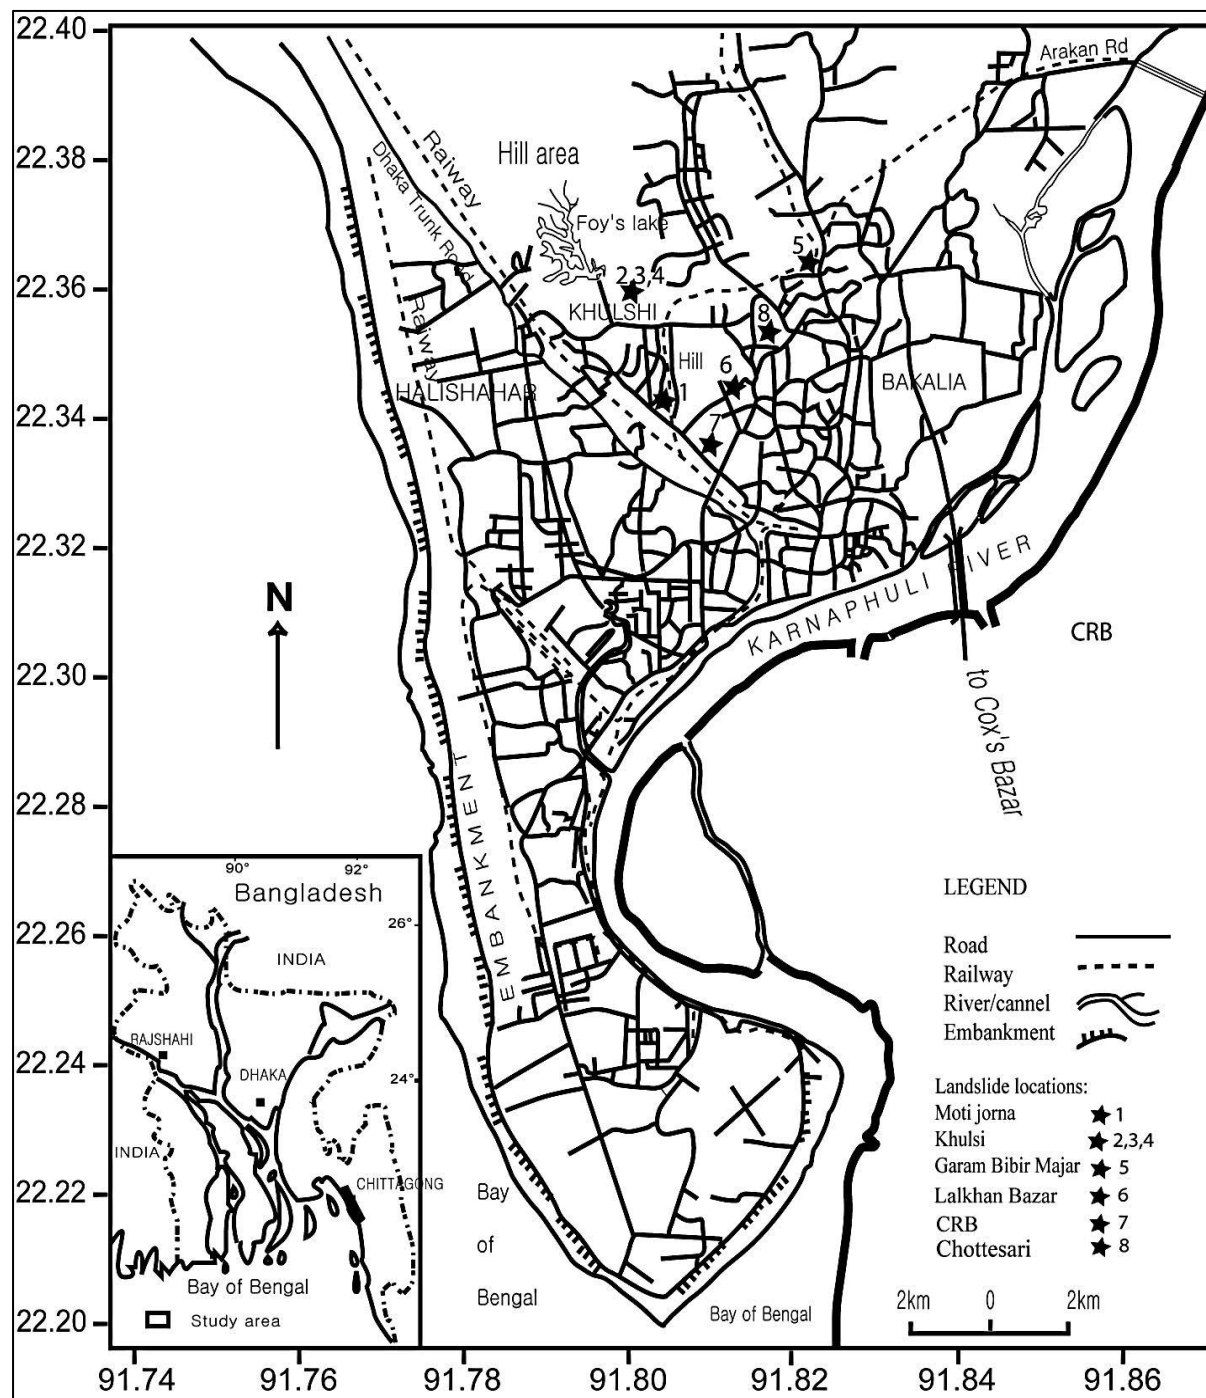 22.40
22.38
22.36
22.34
22.32
22.30
22.28
22.26
22.24
22.22
22.20
91.74
91.76
91.78
91.80
91.82
91.84
91.86
Arakan Rd
Raiway
Hill area
Dhaka Trunk Road
Foy's lake
5
2,3,4
KHULSHI
8
Raiway
Hill
6
HALISHAHAR
1
BAKALIA
7
N
KARNAPHULI RIVER
CRB
to Cox's Bazar
EMBANKMENT
Bay
of
Bengal
Bay of Bengal
90°
92°
Bangladesh
26°
INDIA
RAJSHAHI
DHAKA
24°
INDIA
CHITTAGONG
Bay of Bengal
Study area
LEGEND
Road
Railway
River/cannel
Embankment
Landslide locations:
Moti jorna 1
Khulsi 2,3,4
Garam Bibir Majar 5
Lalkhan Bazar 6
CRB 7
Chottesari 8
2km 0 2km